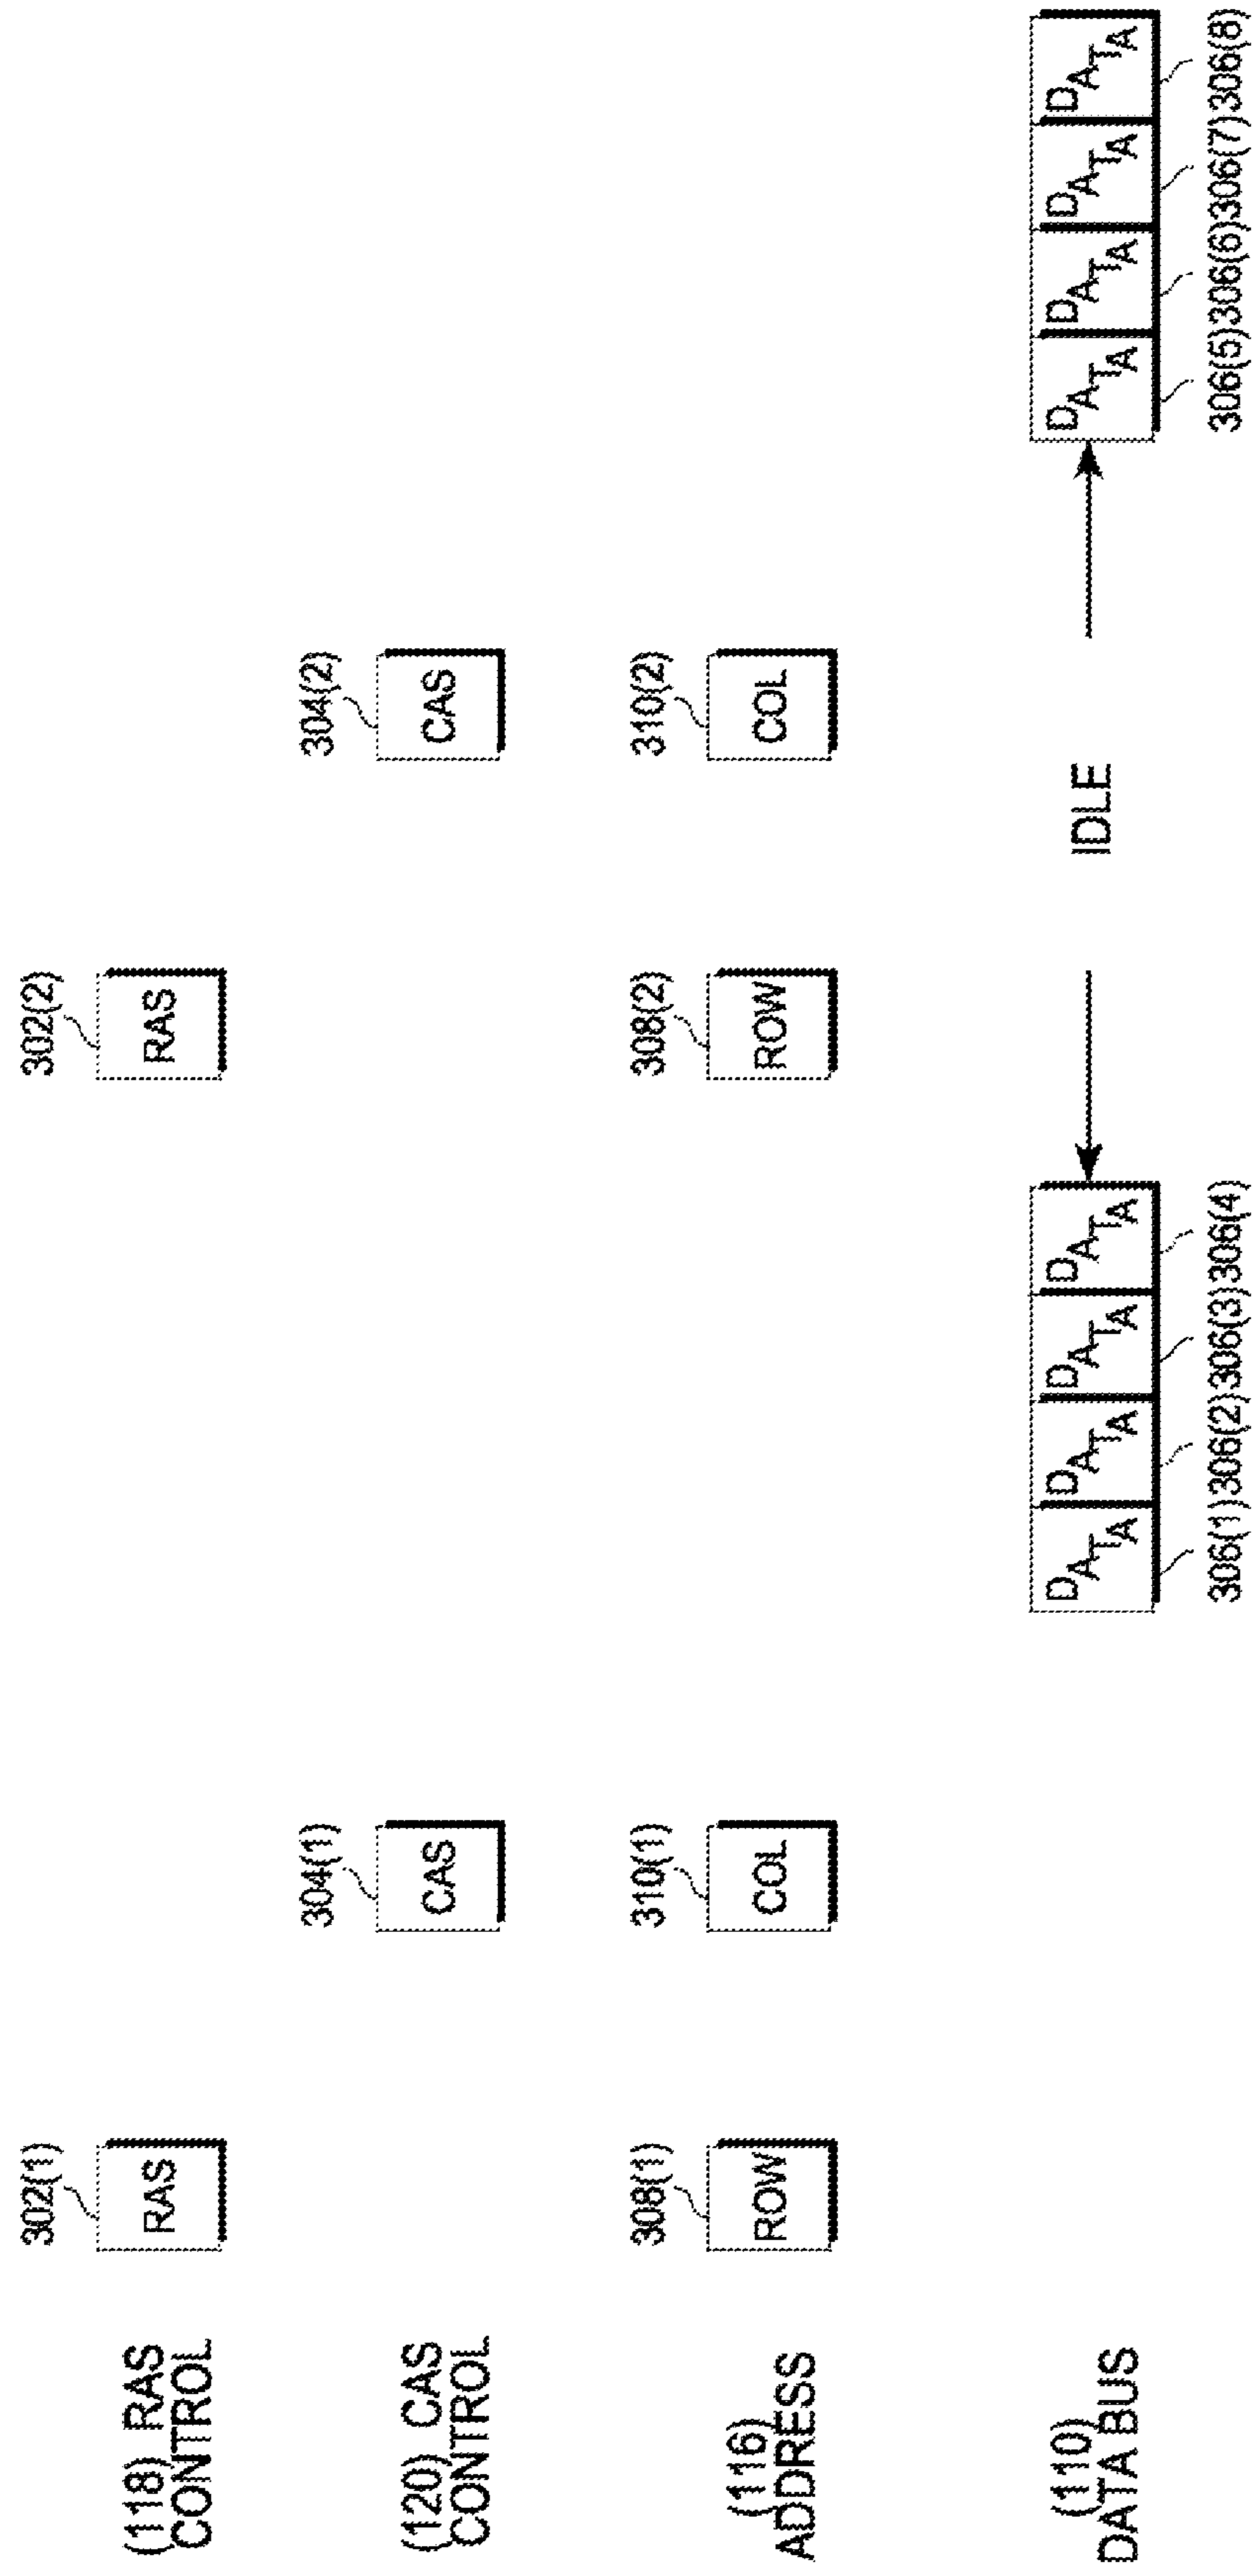 (118) RAS
CONTROL
302(1)
RAS
302(2)
RAS
(120) CAS
CONTROL
304(1)
CAS
304(2)
CAS
(116)
ADDRESS
308(1)
ROW
310(1)
COL
308(2)
ROW
310(2)
COL
(110)
DATA BUS
DATA
DATA
DATA
DATA
IDLE
DATA
DATA
DATA
DATA
306(1) 306(2) 306(3) 306(4)
306(5) 306(6) 306(7) 306(8)